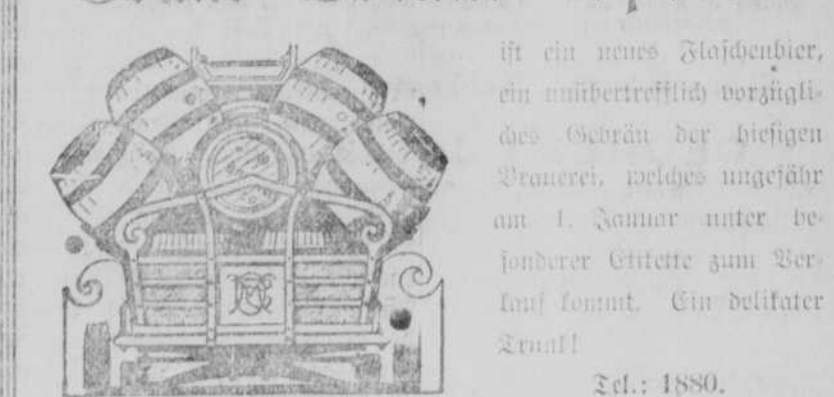 ist ein neues Flaschenbier,
ein unübertrefflich vorzügli-
ches Gebräu der hiesigen
Brauerei, welches ungefähr
am 1. Januar unter be-
sonderer Etikette zum Ver-
kauf kommt. Ein delikater
Trunk!
Tel.: 1880.